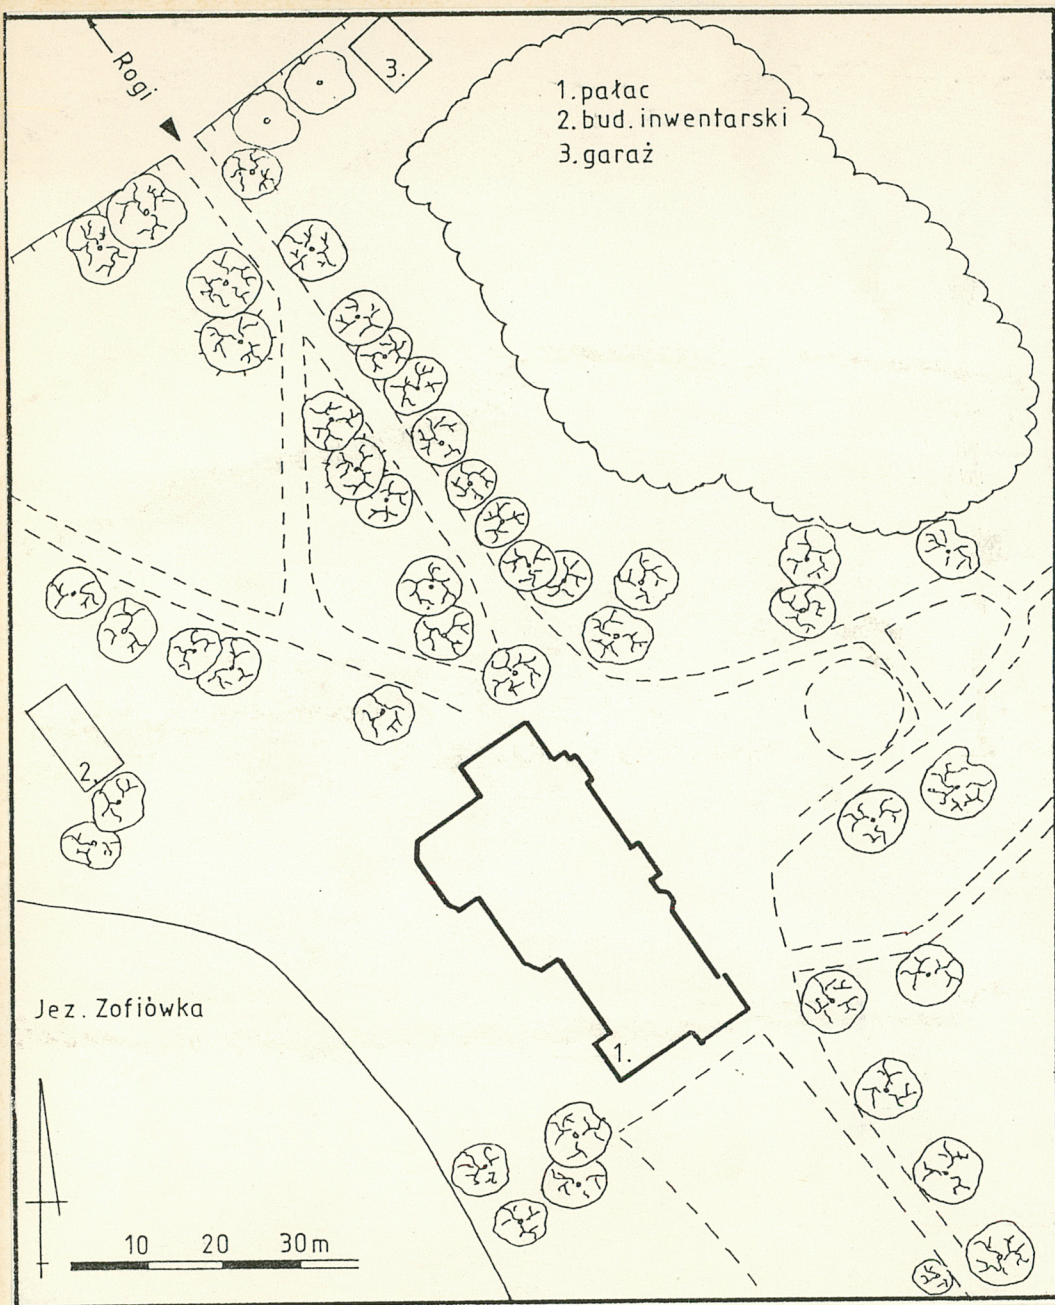 Rogi
3.
1. pałac
2. bud. inwentarski
3. garaż
2.
Jez. Zofiówka
1.
10 20 30m